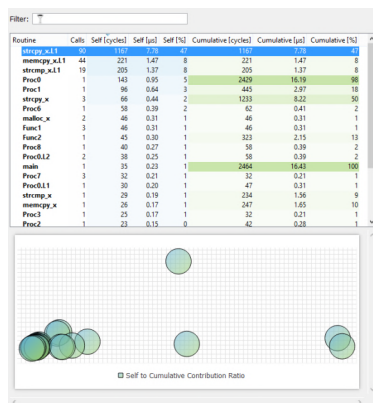 Filter:
Routine Calls Self [cycles] Self [µs] Self [%] Cumulative [cycles] Cumulative [µs] Cumulative [%]
strcpy_x.L1 90 1167 7.78 47 1167 7.78 47
memcpy_x.L1 44 221 1.47 8 221 1.47 8
strcmp_x.L1 19 205 1.37 8 205 1.37 8
Proc0 1 143 0.95 5 2429 16.19 98
Proc1 1 96 0.64 3 445 2.97 18
strcpy_x 3 66 0.44 2 1233 8.22 50
Proc6 1 58 0.39 2 62 0.41 2
malloc_x 2 46 0.31 1 46 0.31 1
Func1 3 46 0.31 1 46 0.31 1
Func2 1 45 0.30 1 323 2.15 13
Proc8 1 40 0.27 1 58 0.39 2
Proc0.L2 2 38 0.25 1 58 0.39 2
main 1 35 0.23 1 2464 16.43 100
Proc7 3 32 0.21 1 32 0.21 1
Proc0.L1 1 30 0.20 1 47 0.31 1
strcmp_x 1 29 0.19 1 234 1.56 9
memcpy_x 1 26 0.17 1 247 1.65 10
Proc3 1 25 0.17 1 32 0.21 1
Proc2 1 23 0.15 0 42 0.28 1
Self to Cumulative Contribution Ratio